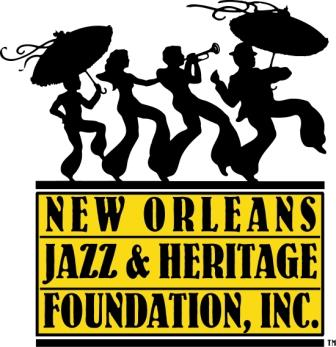 NEW ORLEANS
JAZZ & HERITAGE
FOUNDATION, INC.
TM